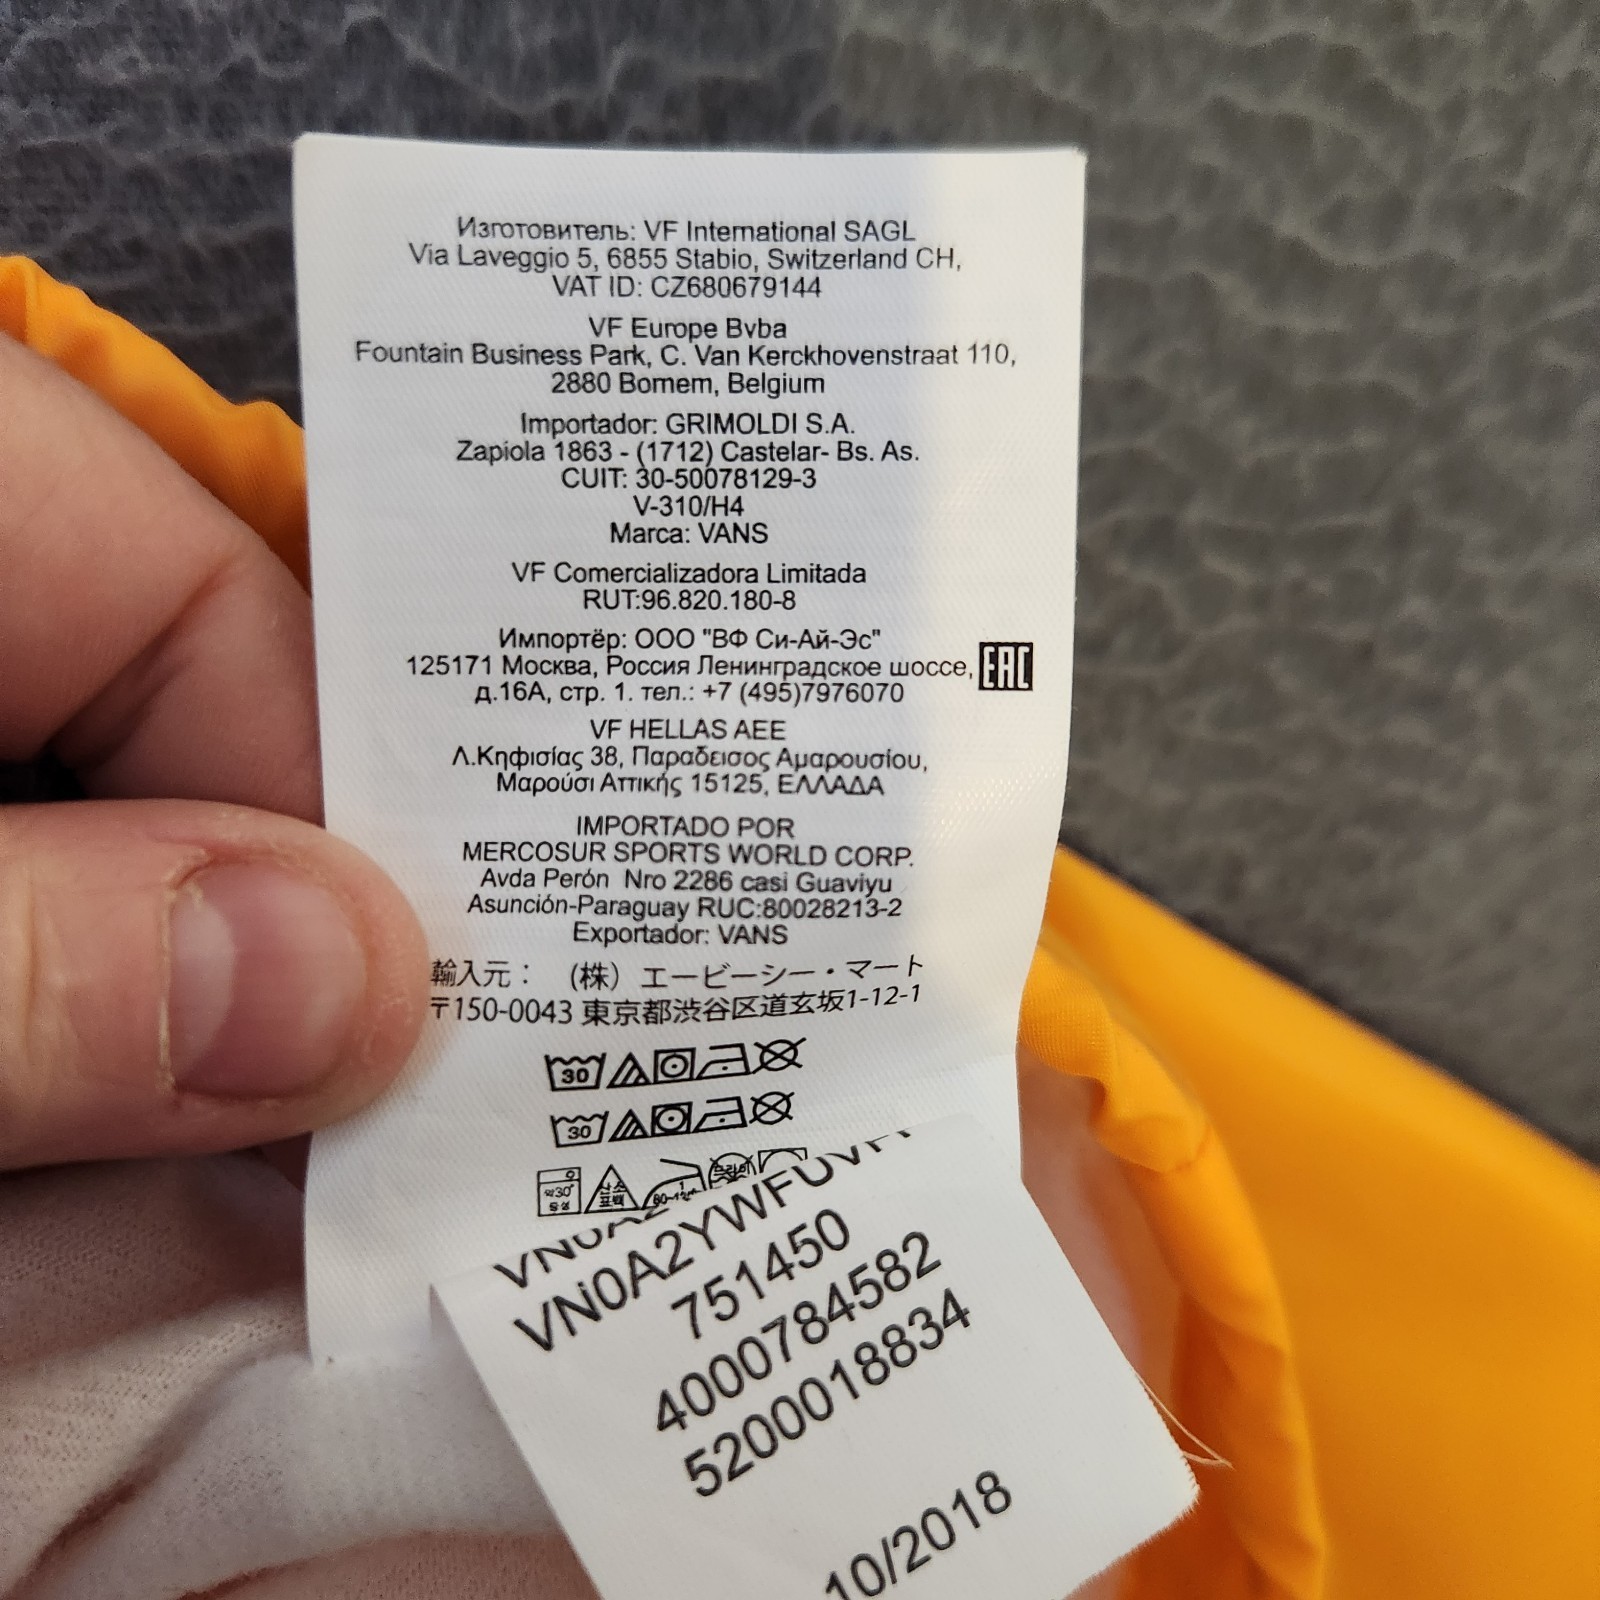 Изготовитель: VF International SAGL
Via Laveggio 5, 6855 Stabio, Switzerland CH,
VAT ID: CZ680679144
VF Europe Bvba
Fountain Business Park, C. Van Kerckhovenstraat 110,
2880 Bornem, Belgium
Importador: GRIMOLDI S.A.
Zapiola 1863 - (1712) Castelar- Bs. As.
CUIT: 30-50078129-3
V-310/H4
Marca: VANS
VF Comercializadora Limitada
RUT:96.820.180-8
Импортёр: ООО "ВФ Си-Ай-Эс"
125171 Москва, Россия Ленинградское шоссе,
EAC
д.16А, стр. 1. тел.: +7 (495)7976070
VF HELLAS AEE
Λ.Κηφισίας 38, Παραδεισος Αμαρουσίου,
Μαρούσι Αττικής 15125, ΕΛΛΑΔΑ
IMPORTADO POR
MERCOSUR SPORTS WORLD CORP.
Avda Perón Nro 2286 casi Guaviyu
Asunción-Paraguay RUC:80028213-2
Exportador: VANS
輸入元： (株) エービーシー・マート
〒150-0043 東京都渋谷区道玄坂1-12-1
30
30
751450
4000784582
5200018834
10/2018